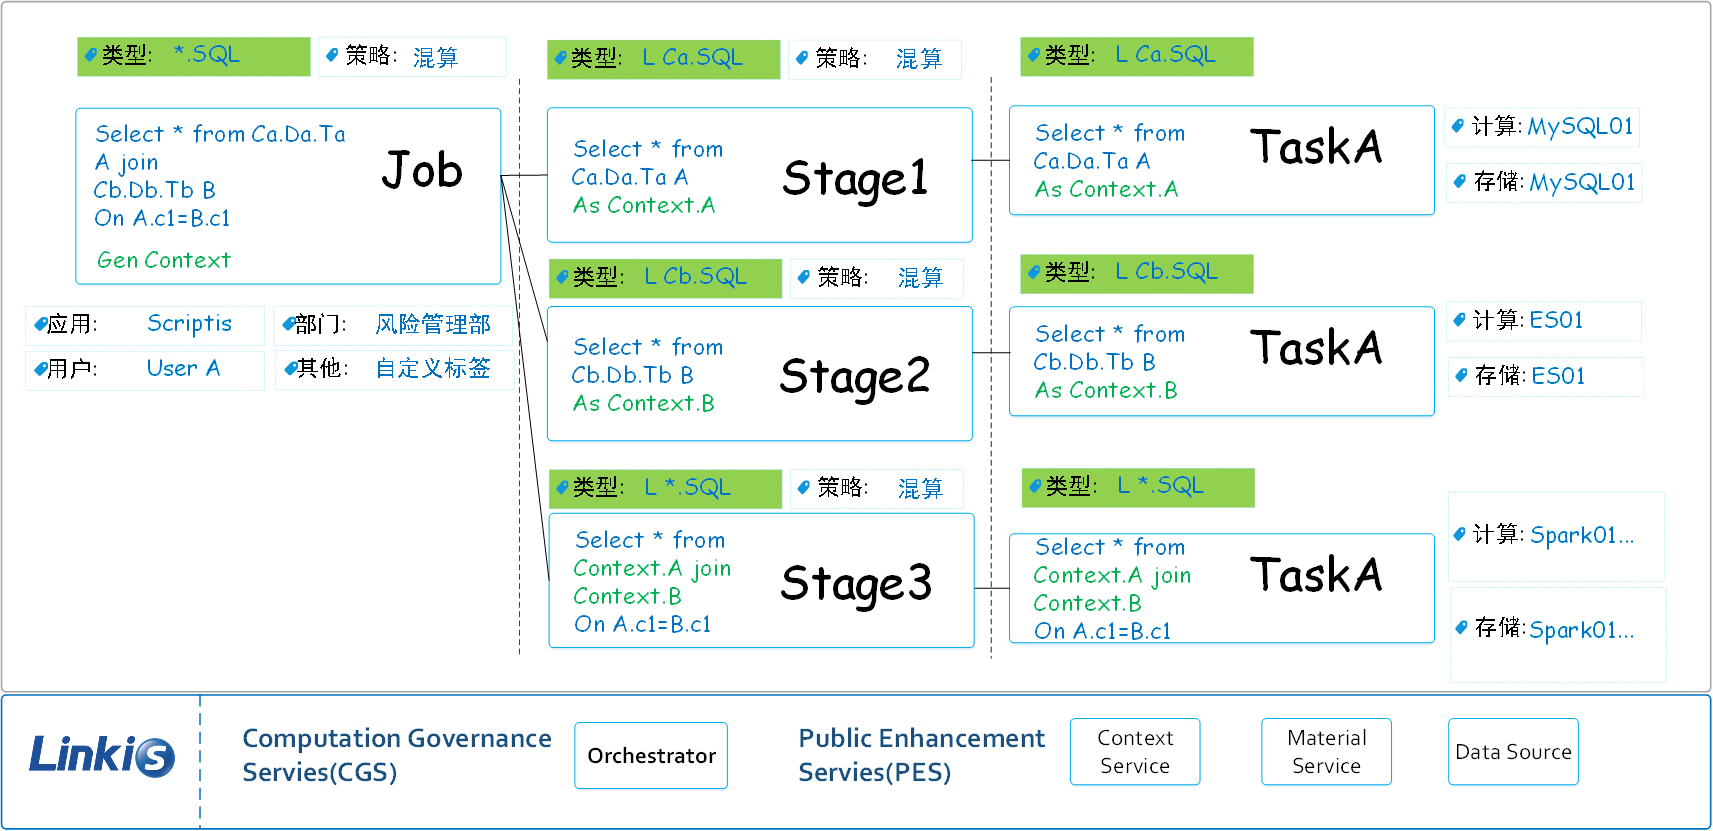 类型: *.SQL
策略: 混算
Select * from Ca.Da.Ta
A join
Cb.Db.Tb B
On A.c1=B.c1
Gen Context
Job
应用: Scriptis
部门: 风险管理部
用户: User A
其他: 自定义标签
类型: L Ca.SQL
策略: 混算
Select * from
Ca.Da.Ta A
As Context.A
Stage1
类型: L Cb.SQL
策略: 混算
Select * from
Cb.Db.Tb B
As Context.B
Stage2
类型: L *.SQL
策略: 混算
Select * from
Context.A join
Context.B
On A.c1=B.c1
Stage3
类型: L Ca.SQL
Select * from
Ca.Da.Ta A
As Context.A
TaskA
计算: MySQL01
存储: MySQL01
类型: L Cb.SQL
Select * from
Cb.Db.Tb B
As Context.B
TaskA
计算: ES01
存储: ES01
类型: L *.SQL
Select * from
Context.A join
Context.B
On A.c1=B.c1
TaskA
计算: Spark01...
存储: Spark01...
Linkis
Computation Governance
Servies(CGS)
Orchestrator
Public Enhancement
Servies(PES)
Context
Service
Material
Service
Data Source